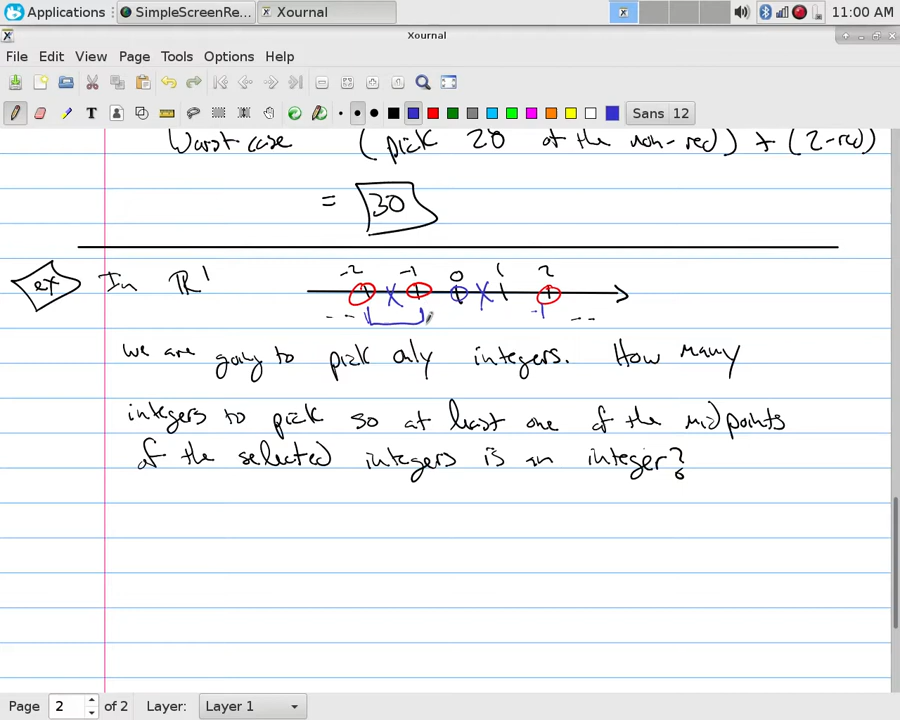 Applications SimpleScreenRe... Xournal 11:00 AM
Xournal
File Edit View Page Tools Options Help
Sans 12
Worst case (pick 28 of the non-red) + (2-red)
= 30
ex In ℝ¹ -2 -1 0 1 2
-- -1 --
we are going to pick only integers. How many
integers to pick so at least one of the midpoints
of the selected integers is an integer?
Page 2 of 2 Layer: Layer 1